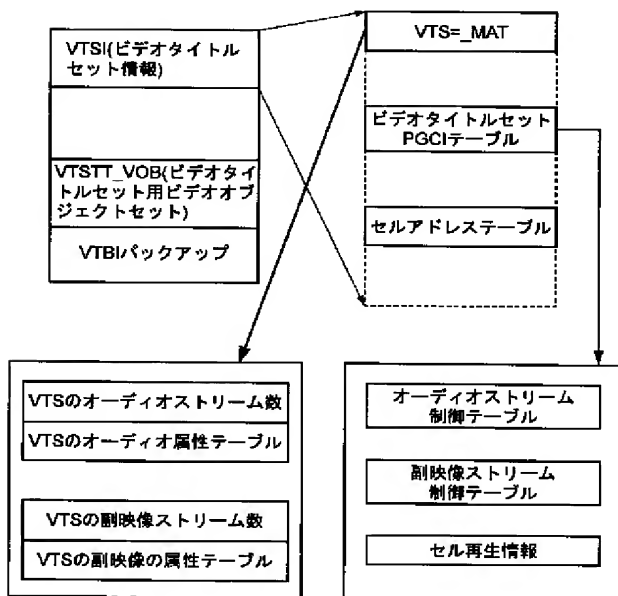 VTSI(ビデオタイトル
セット情報)
VTSTT_VOB(ビデオタイ
トルセット用ビデオオブ
ジェクトセット)
VTBIバックアップ
VTS=_MAT
ビデオタイトルセット
PGCIテーブル
セルアドレステーブル
VTSのオーディオストリーム数
VTSのオーディオ属性テーブル
VTSの副映像ストリーム数
VTSの副映像の属性テーブル
オーディオストリーム
制御テーブル
副映像ストリーム
制御テーブル
セル再生情報